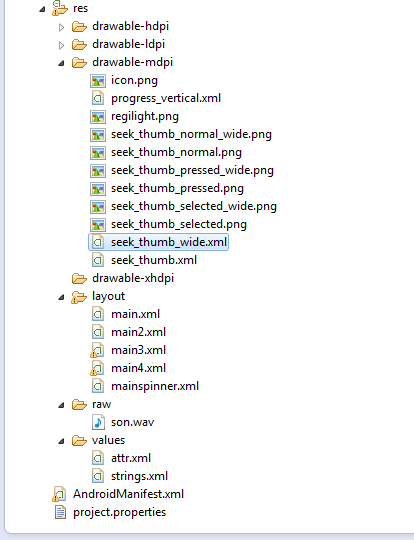 res
drawable-hdpi
drawable-ldpi
drawable-mdpi
icon.png
progress_vertical.xml
regilight.png
seek_thumb_normal_wide.png
seek_thumb_normal.png
seek_thumb_pressed_wide.png
seek_thumb_pressed.png
seek_thumb_selected_wide.png
seek_thumb_selected.png
seek_thumb_wide.xml
seek_thumb.xml
drawable-xhdpi
layout
main.xml
main2.xml
main3.xml
main4.xml
mainspinner.xml
raw
son.wav
values
attr.xml
strings.xml
AndroidManifest.xml
project.properties